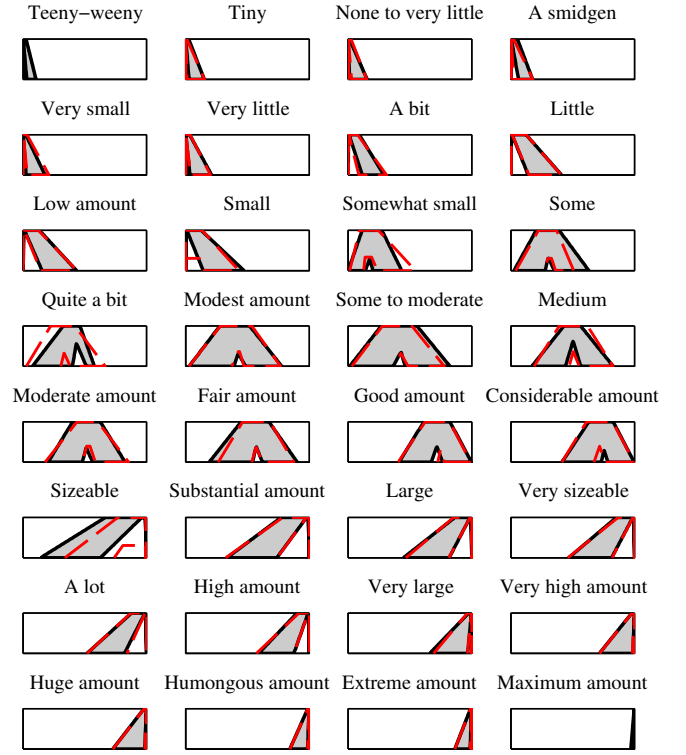 Teeny−weeny Tiny None to very little A smidgen
Very small Very little A bit Little
Low amount Small Somewhat small Some
Quite a bit Modest amount Some to moderate Medium
Moderate amount Fair amount Good amount Considerable amount
Sizeable Substantial amount Large Very sizeable
A lot High amount Very large Very high amount
Huge amount Humongous amount Extreme amount Maximum amount